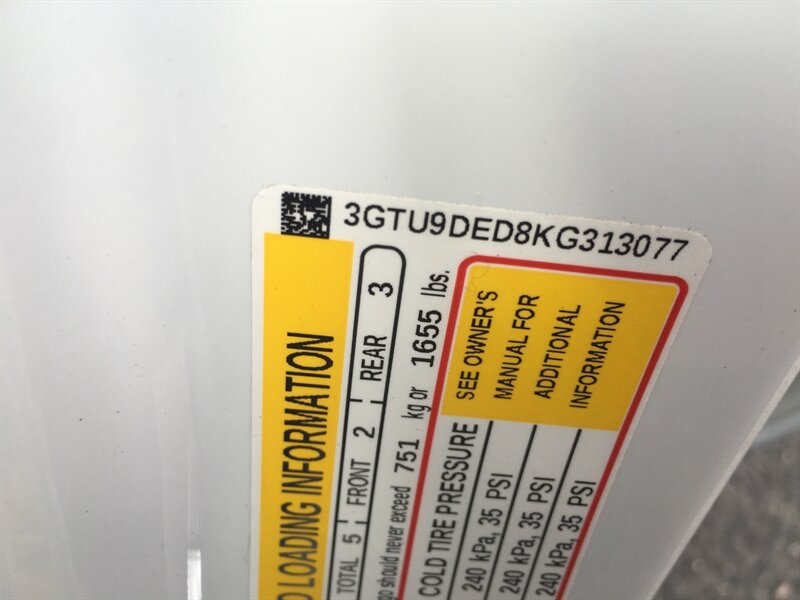 3GTU9DED8KG313077
LOADING INFORMATION
TOTAL 5 FRONT 2 REAR 3
should never exceed 751 kg or 1655 lbs.
COLD TIRE PRESSURE
240 kPa, 35 PSI
240 kPa, 35 PSI
240 kPa, 35 PSI
SEE OWNER'S
MANUAL FOR
ADDITIONAL
INFORMATION